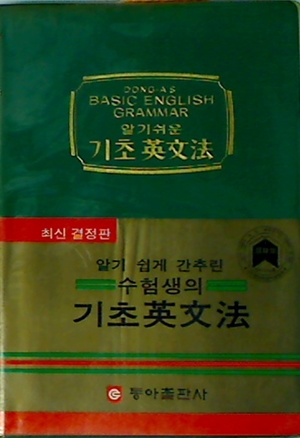 DONG-A'S
BASIC ENGLISH
GRAMMAR
알기쉬운
기초 英文法
최신 결정판
알기 쉽게 간추린
수험생의
기초英文法
동아출판사